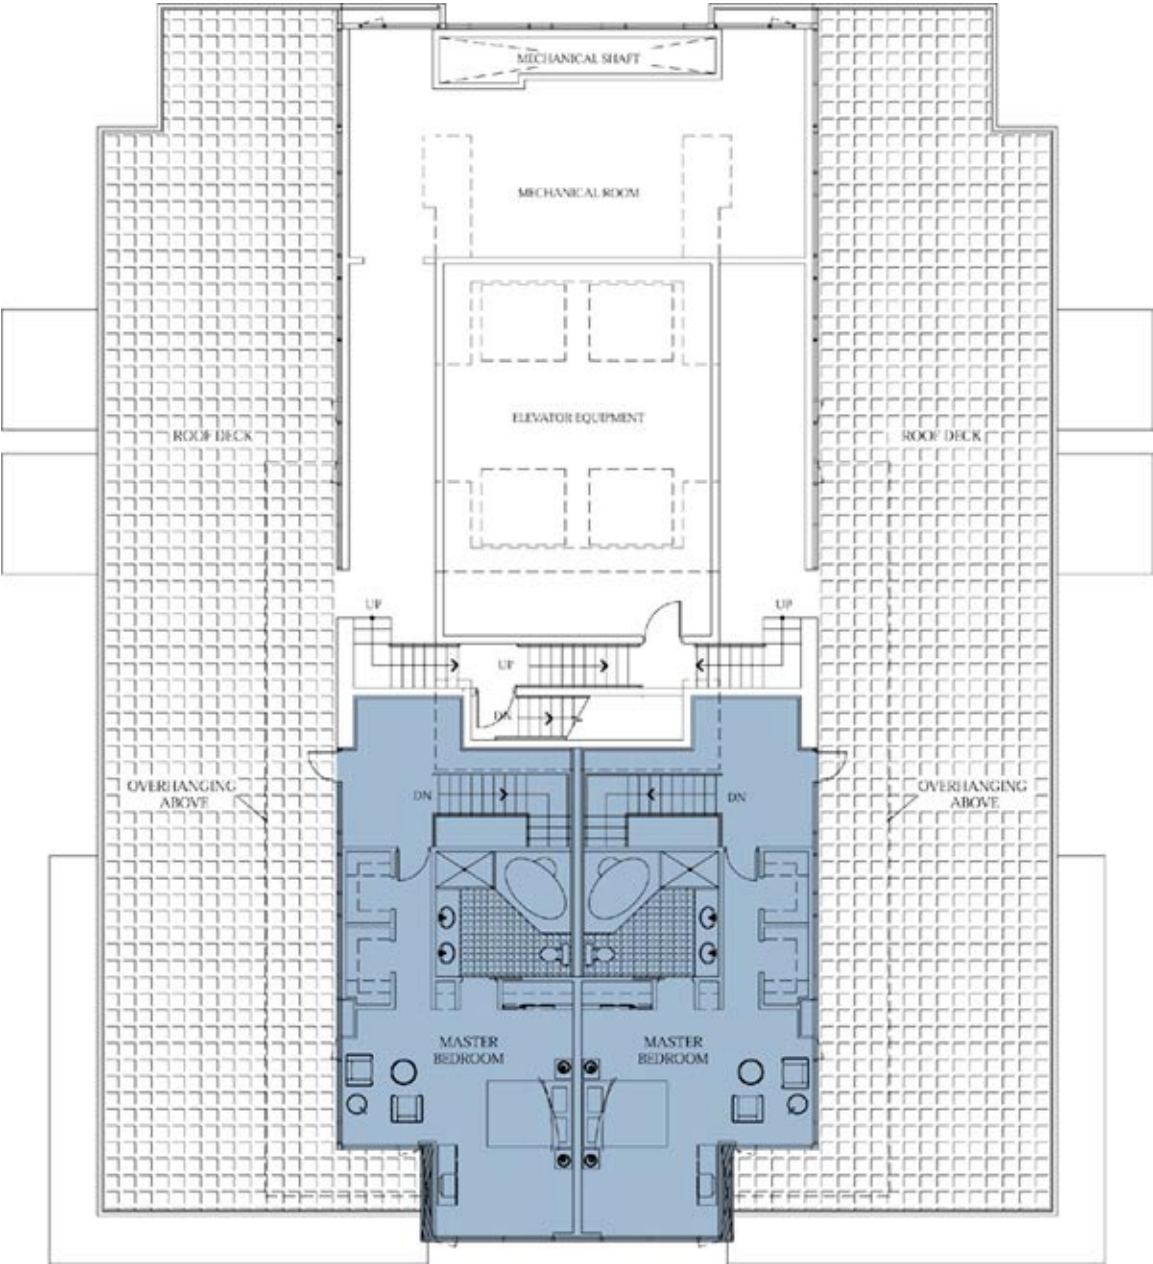 MECHANICAL SHAFT
MECHANICAL ROOM
ELEVATOR EQUIPMENT
ROOF DECK
ROOF DECK
UP
UP
UP
DN
OVERHANGING
ABOVE
OVERHANGING
ABOVE
DN
DN
MASTER
BEDROOM
MASTER
BEDROOM